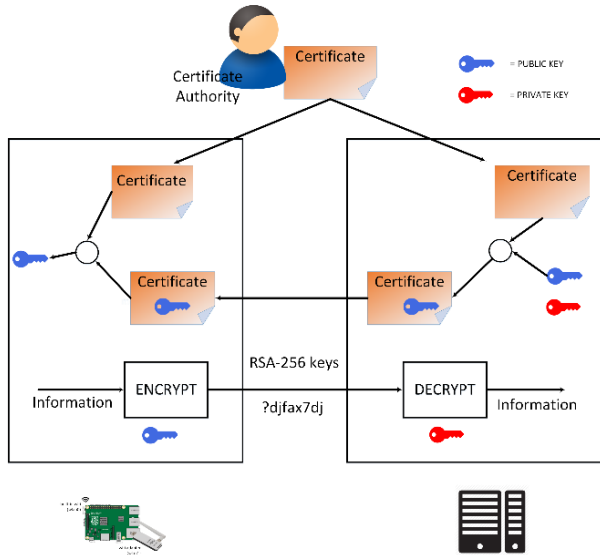 Certificate
Authority
Certificate
= PUBLIC KEY
= PRIVATE KEY
Certificate
Certificate
Certificate
Certificate
RSA-256 keys
Information
ENCRYPT
?djfax7dj
DECRYPT
Information